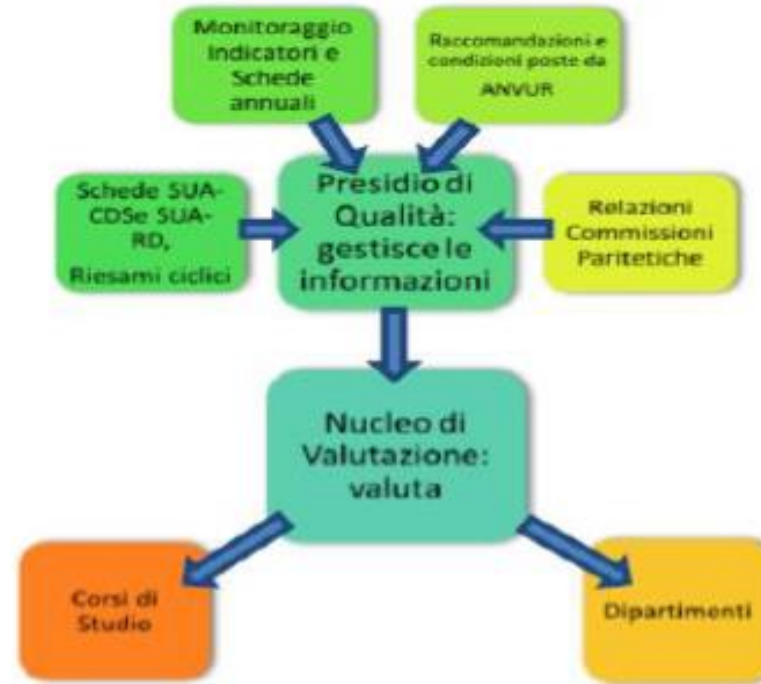 Monitoraggio
Indicatori e
Schede
annuali
Raccomandazioni e
condizioni poste da
ANVUR
Schede SUA-
CDSe SUA-
RD,
Riesami ciclici
Presidio di
Qualità:
gestisce le
informazioni
Relazioni
Commissioni
Paritetiche
Nucleo di
Valutazione:
valuta
Corsi di
Studio
Dipartimenti